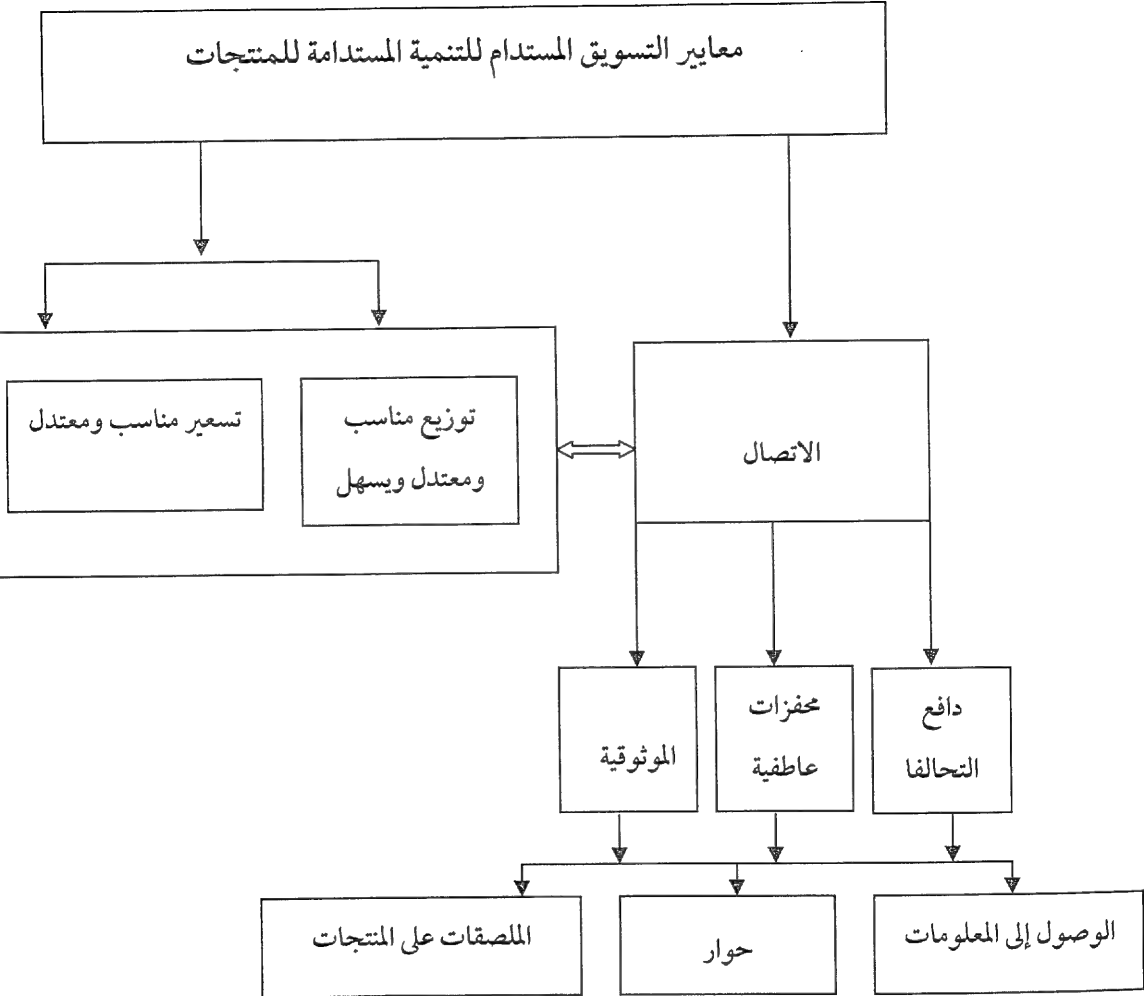 معايير التسويق المستدام للتنمية المستدامة للمنتجات
توزيع مناسب
ومعتدل ويسهل
تسعير مناسب ومعتدل
الاتصال
دافع
التحالفا
محفزات
عاطفية
الموثوقية
الوصول إلى المعلومات
حوار
الملصقات على المنتجات